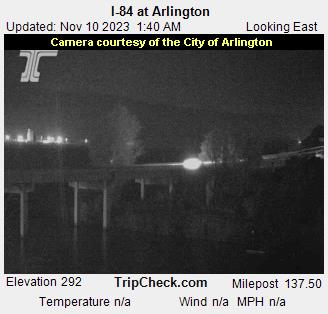 I-84 at Arlington
Updated: Nov 10 2023 1:40 AM Looking East
Camera courtesy of the City of Arlington
Elevation 292 TripCheck.com Milepost 137.50
Temperature n/a Wind n/a MPH n/a